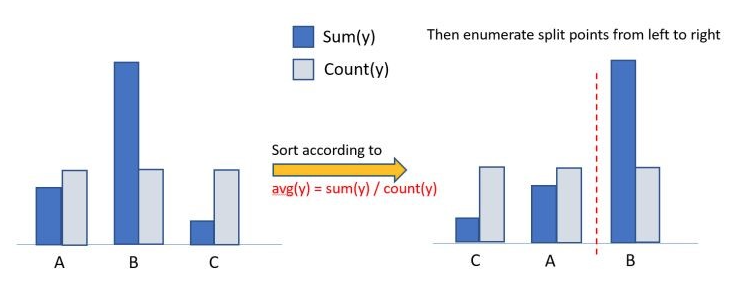 Sum(y)
Count(y)
Then enumerate split points from left to right
Sort according to
avg(y) = sum(y) / count(y)
A
B
C
C
A
B